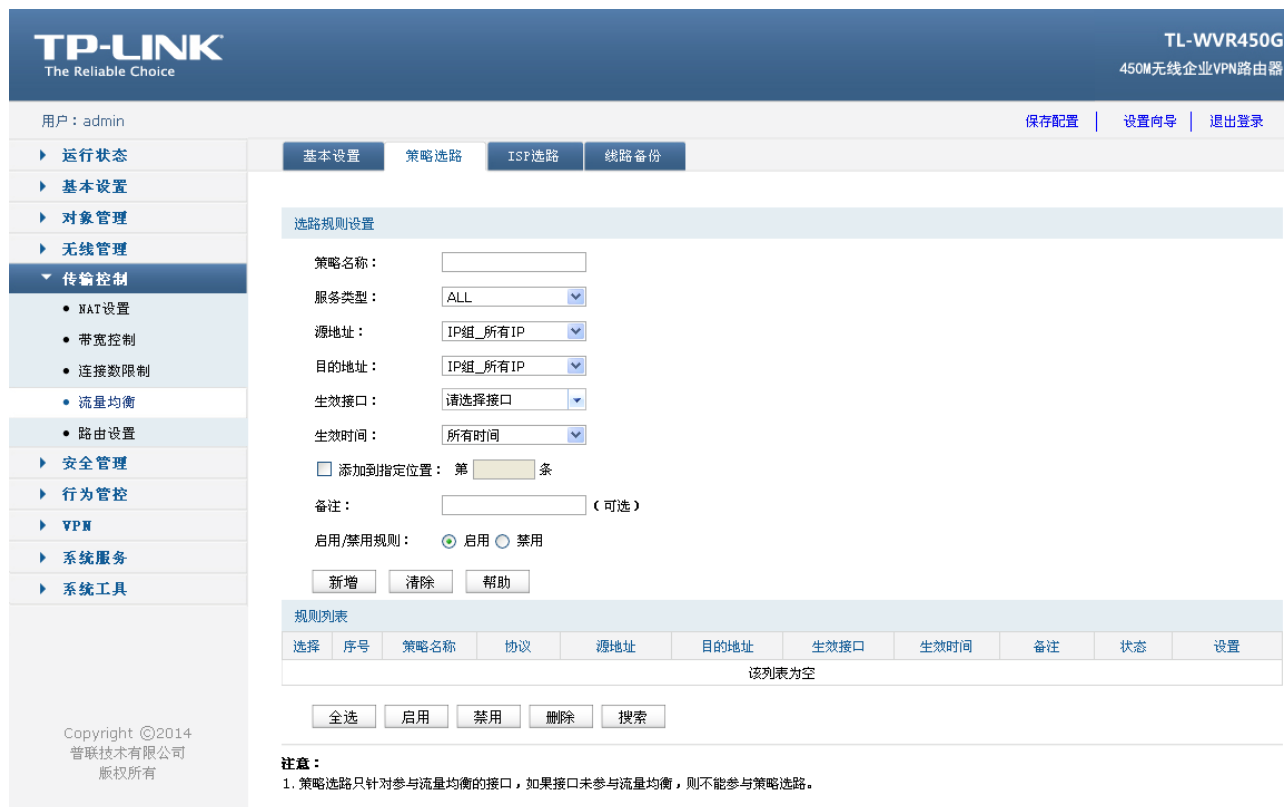 TP-LINK
The Reliable Choice
TL-WVR450G
450M无线企业VPN路由器
用户：admin
保存配置 | 设置向导 | 退出登录
运行状态
基本设置
对象管理
无线管理
传输控制
NAT设置
带宽控制
连接数限制
流量均衡
路由设置
安全管理
行为管控
VPN
系统服务
系统工具
Copyright ©2014
普联技术有限公司
版权所有
基本设置 策略选路 ISP选路 线路备份
选路规则设置
策略名称：
服务类型： ALL
源地址： IP组_所有IP
目的地址： IP组_所有IP
生效接口： 请选择接口
生效时间： 所有时间
添加到指定位置： 第 条
备注： （可选）
启用/禁用规则： 启用 禁用
新增 清除 帮助
规则列表
选择 序号 策略名称 协议 源地址 目的地址 生效接口 生效时间 备注 状态 设置
该列表为空
全选 启用 禁用 删除 搜索
注意：
1. 策略选路只针对参与流量均衡的接口，如果接口未参与流量均衡，则不能参与策略选路。